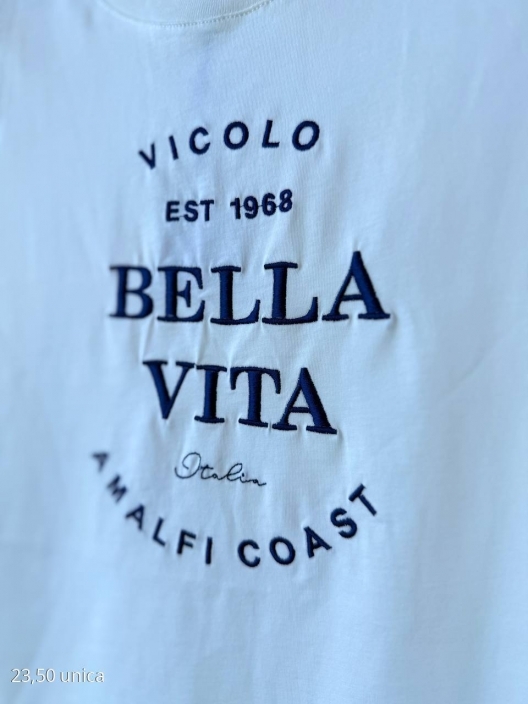 VICOLO
EST 1968
BELLA
VITA
Italia
AMALFI COAST
23,50 unica